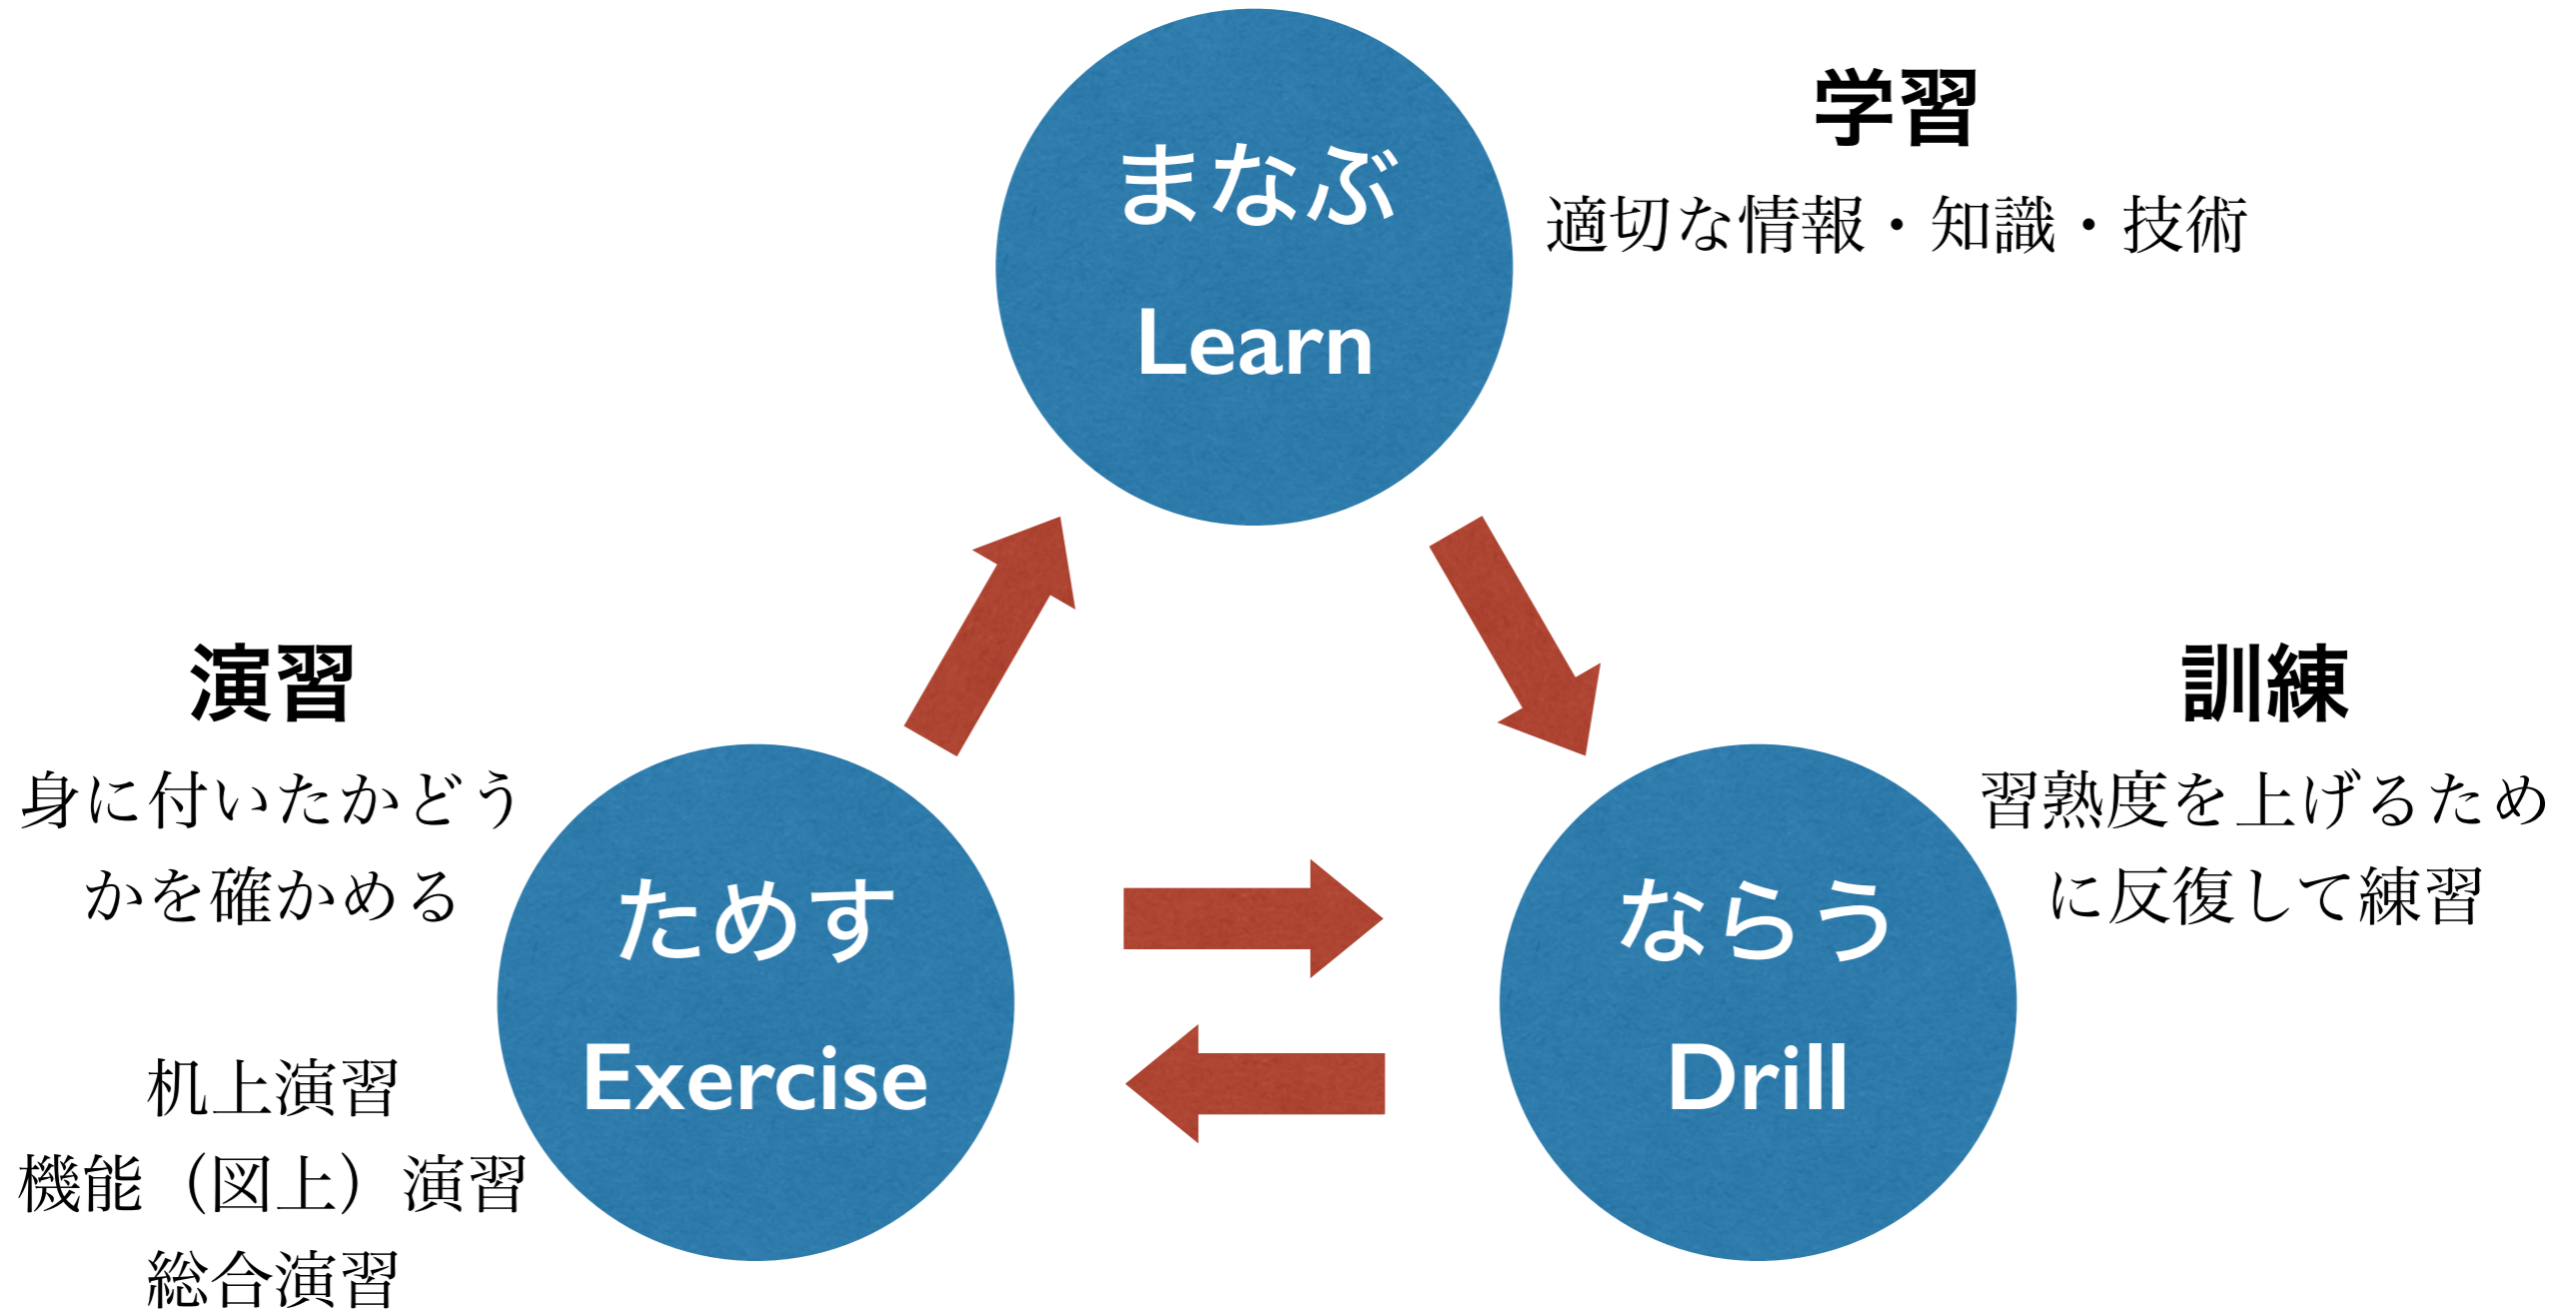 まなぶ
Learn
学習
適切な情報・知識・技術
演習
身に付いたかどう
かを確かめる
机上演習
機能（図上）演習
総合演習
ためす
Exercise
ならう
Drill
訓練
習熟度を上げるため
に反復して練習